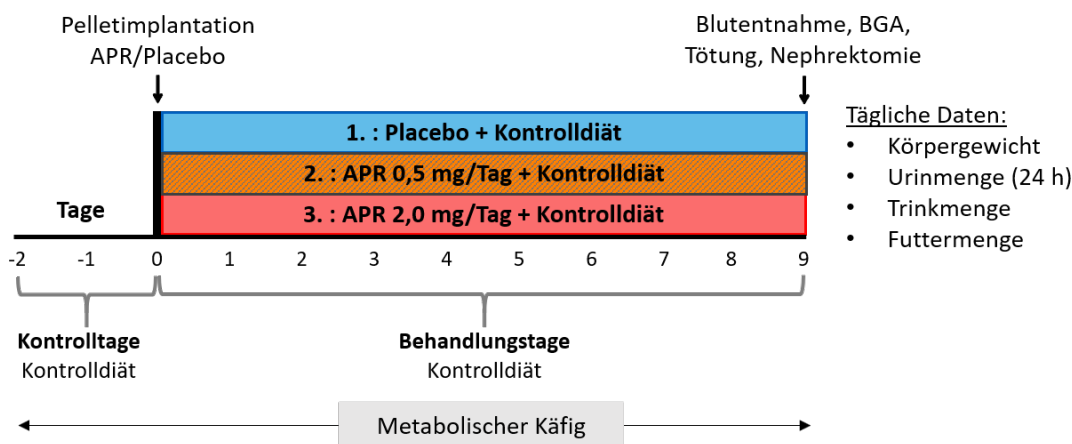 Pelletimplantation
APR/Placebo
Blutentnahme, BGA,
Tötung, Nephrektomie
1. : Placebo + Kontrolldiät
2. : APR 0,5 mg/Tag + Kontrolldiät
3. : APR 2,0 mg/Tag + Kontrolldiät
Tage
-2 -1 0 1 2 3 4 5 6 7 8 9
Kontrolltage
Kontrolldiät
Behandlungstage
Kontrolldiät
Metabolischer Käfig
Tägliche Daten:
• Körpergewicht
• Urinmenge (24 h)
• Trinkmenge
• Futtermenge